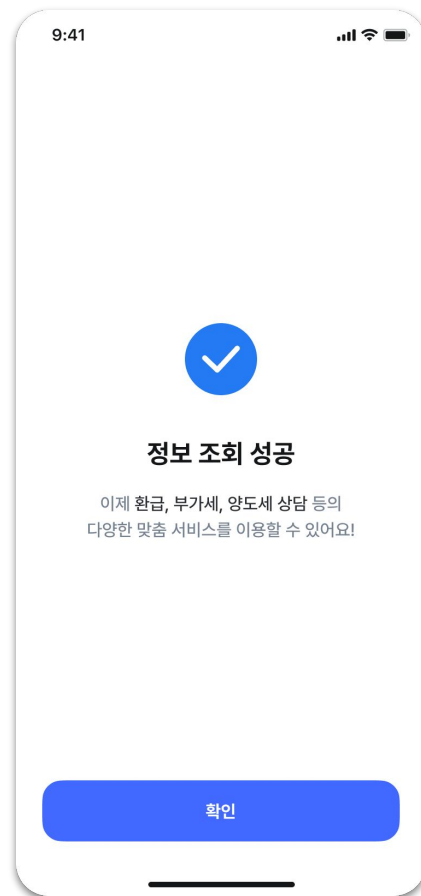 9:41
정보 조회 성공
이제 환급, 부가세, 양도세 상담 등의
다양한 맞춤 서비스를 이용할 수 있어요!
확인